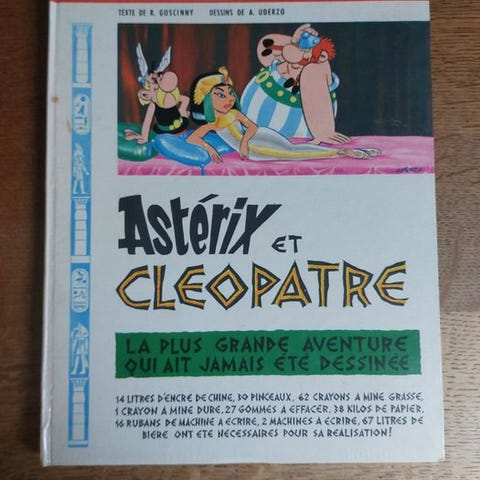 TEXTE DE R. GOSCINNY DESSINS DE A. UDERZO
Astérix ET
CLEOPATRE
LA PLUS GRANDE AVENTURE
QUI AIT JAMAIS ÉTÉ DESSINÉE
14 LITRES D'ENCRE DE CHINE, 30 PINCEAUX, 62 CRAYONS A MINE GRASSE,
1 CRAYON A MINE DURE, 27 GOMMES A EFFACER, 38 KILOS DE PAPIER,
16 RUBANS DE MACHINE A ECRIRE, 2 MACHINES A ECRIRE, 67 LITRES DE
BIERE ONT ETE NECESSAIRES POUR SA REALISATION!